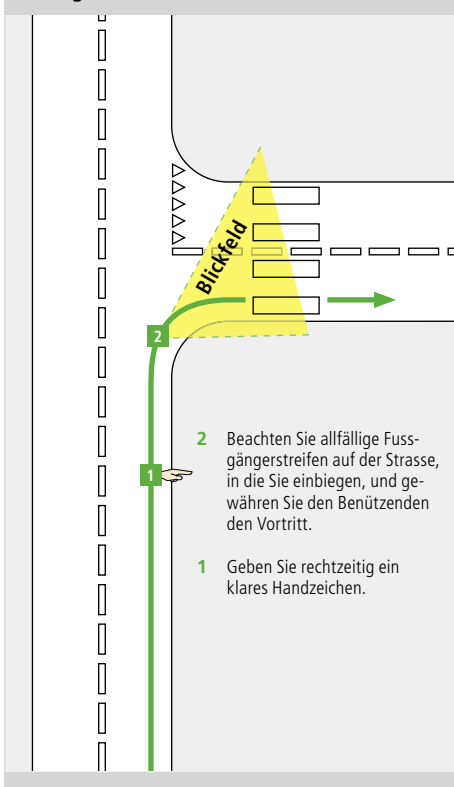 Blickfeld
2
1
2 Beachten Sie allfällige Fuss-
gängerstreifen auf der Strasse,
in die Sie einbiegen, und ge-
währen Sie den Benützenden
den Vortritt.
1 Geben Sie rechtzeitig ein
klares Handzeichen.